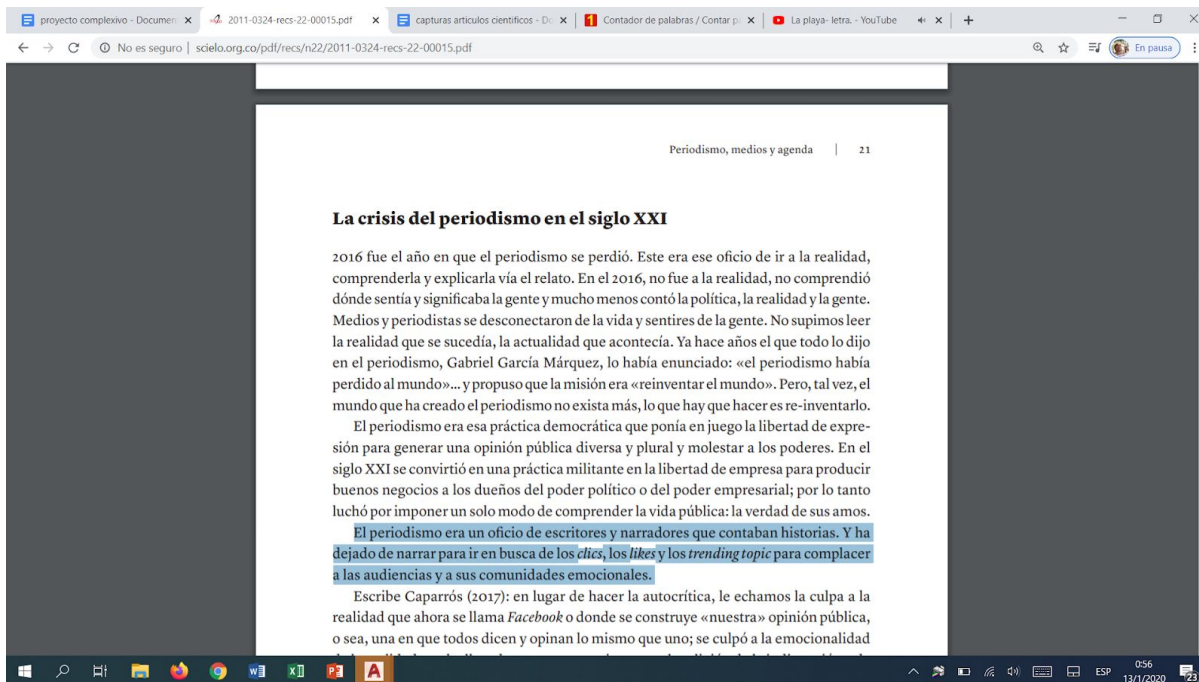 proyecto complexivo - Documen
2011-0324-recs-22-00015.pdf
capturas articulos cientificos - Do
Contador de palabras / Contar p
La playa- letra. - YouTube
No es seguro | scielo.org.co/pdf/recs/n22/2011-0324-recs-22-00015.pdf
En pausa
Periodismo, medios y agenda | 21
La crisis del periodismo en el siglo XXI
2016 fue el año en que el periodismo se perdió. Este era ese oficio de ir a la realidad,
comprenderla y explicarla vía el relato. En el 2016, no fue a la realidad, no comprendió
dónde sentía y significaba la gente y mucho menos contó la política, la realidad y la gente.
Medios y periodistas se desconectaron de la vida y sentires de la gente. No supimos leer
la realidad que se sucedía, la actualidad que acontecía. Ya hace años el que todo lo dijo
en el periodismo, Gabriel García Márquez, lo había enunciado: «el periodismo había
perdido al mundo»... y propuso que la misión era «reinventar el mundo». Pero, tal vez, el
mundo que ha creado el periodismo no exista más, lo que hay que hacer es re-inventarlo.
El periodismo era esa práctica democrática que ponía en juego la libertad de expre-
sión para generar una opinión pública diversa y plural y molestar a los poderes. En el
siglo XXI se convirtió en una práctica militante en la libertad de empresa para producir
buenos negocios a los dueños del poder político o del poder empresarial; por lo tanto
luchó por imponer un solo modo de comprender la vida pública: la verdad de sus amos.
El periodismo era un oficio de escritores y narradores que contaban historias. Y ha
dejado de narrar para ir en busca de los clics, los likes y los trending topic para complacer
a las audiencias y a sus comunidades emocionales.
Escribe Caparrós (2017): en lugar de hacer la autocrítica, le echamos la culpa a la
realidad que ahora se llama Facebook o donde se construye «nuestra» opinión pública,
o sea, una en que todos dicen y opinan lo mismo que uno; se culpó a la emocionalidad
ESP
0:56
13/1/2020
23